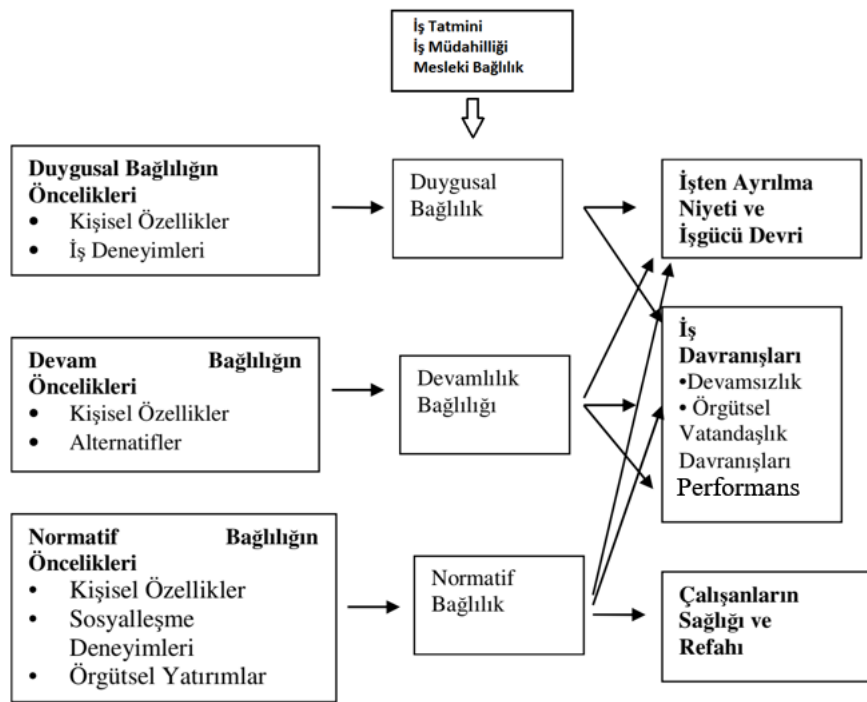 İş Tatmini
İş Müdahilliği
Mesleki Bağlılık
Duygusal Bağlılığın
Öncelikleri
• Kişisel Özellikler
• İş Deneyimleri
Duygusal
Bağlılık
İşten Ayrılma
Niyeti ve
İşgücü Devri
Devam Bağlılığın
Öncelikleri
• Kişisel Özellikler
• Alternatifler
Devamlılık
Bağlılığı
İş
Davranışları
•Devamsızlık
• Örgütsel
Vatandaşlık
Davranışları
Performans
Normatif Bağlılığın
Öncelikleri
• Kişisel Özellikler
• Sosyalleşme
Deneyimleri
• Örgütsel Yatırımlar
Normatif
Bağlılık
Çalışanların
Sağlığı ve
Refahı